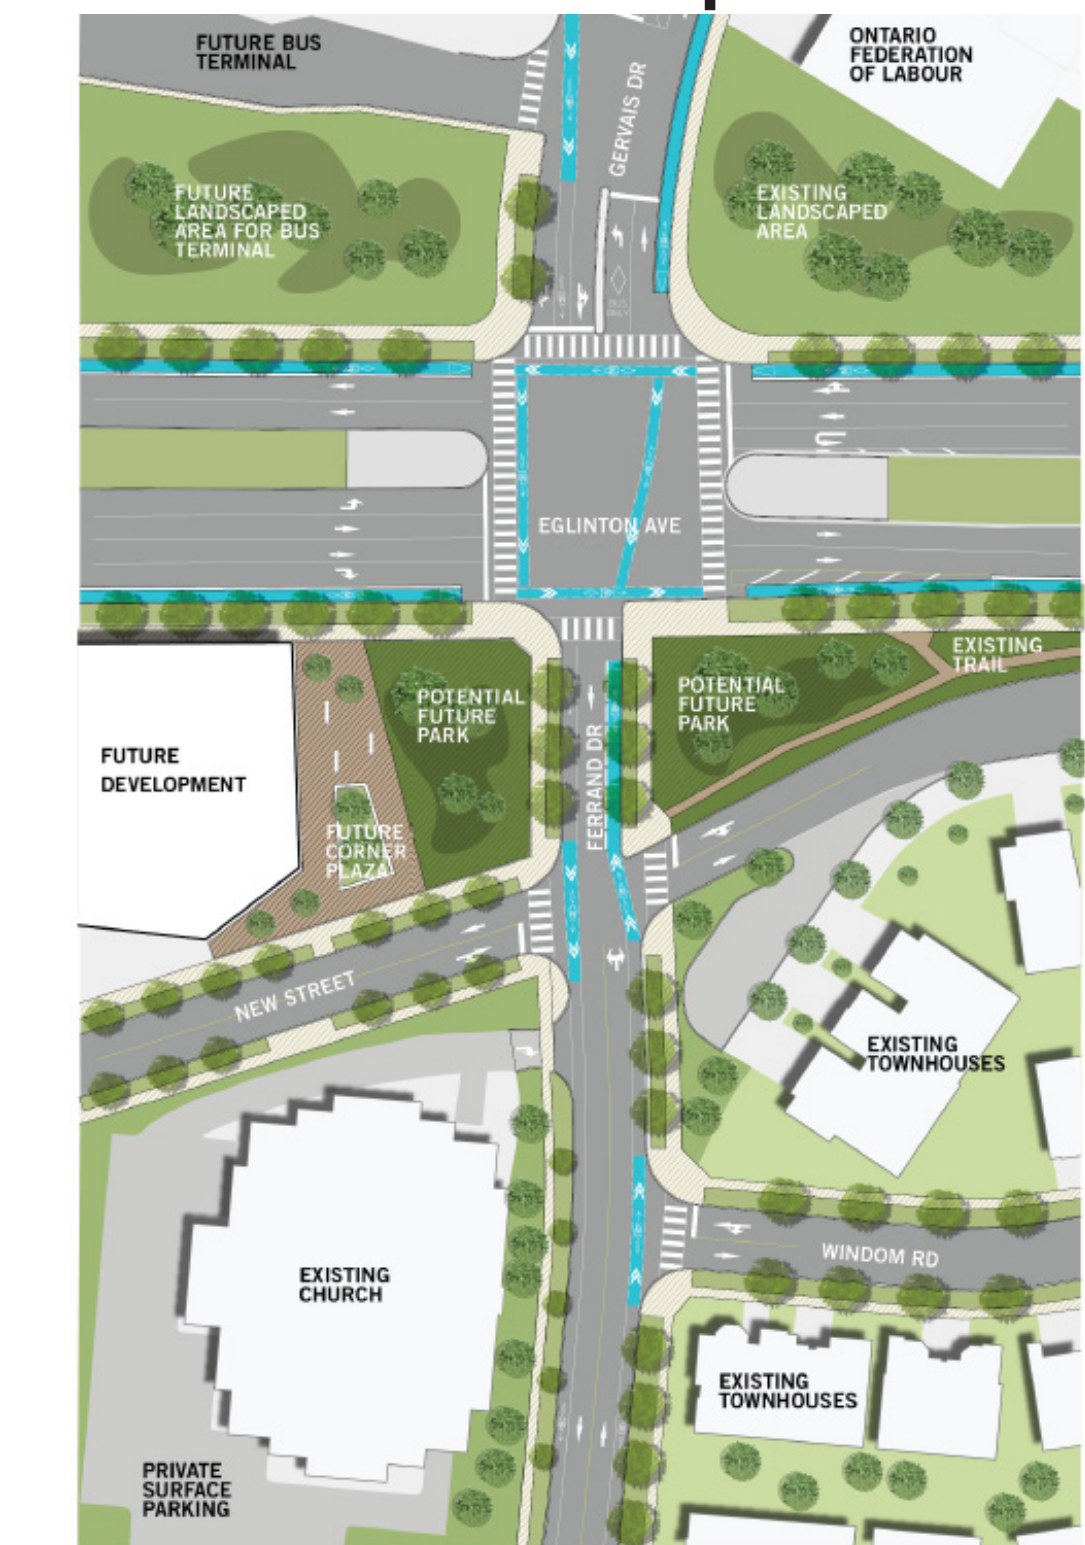 FUTURE BUS
TERMINAL
ONTARIO
FEDERATION
OF LABOUR
GERVAIS DR
FUTURE
LANDSCAPED
AREA FOR BUS
TERMINAL
EXISTING
LANDSCAPED
AREA
BUS
ONLY
EGLINTON AVE
EXISTING
TRAIL
POTENTIAL
FUTURE
PARK
POTENTIAL
FUTURE
PARK
FERRAND DR
FUTURE
DEVELOPMENT
FUTURE
CORNER
PLAZA
NEW STREET
EXISTING
TOWNHOUSES
WINDOM RD
EXISTING
CHURCH
EXISTING
TOWNHOUSES
PRIVATE
SURFACE
PARKING